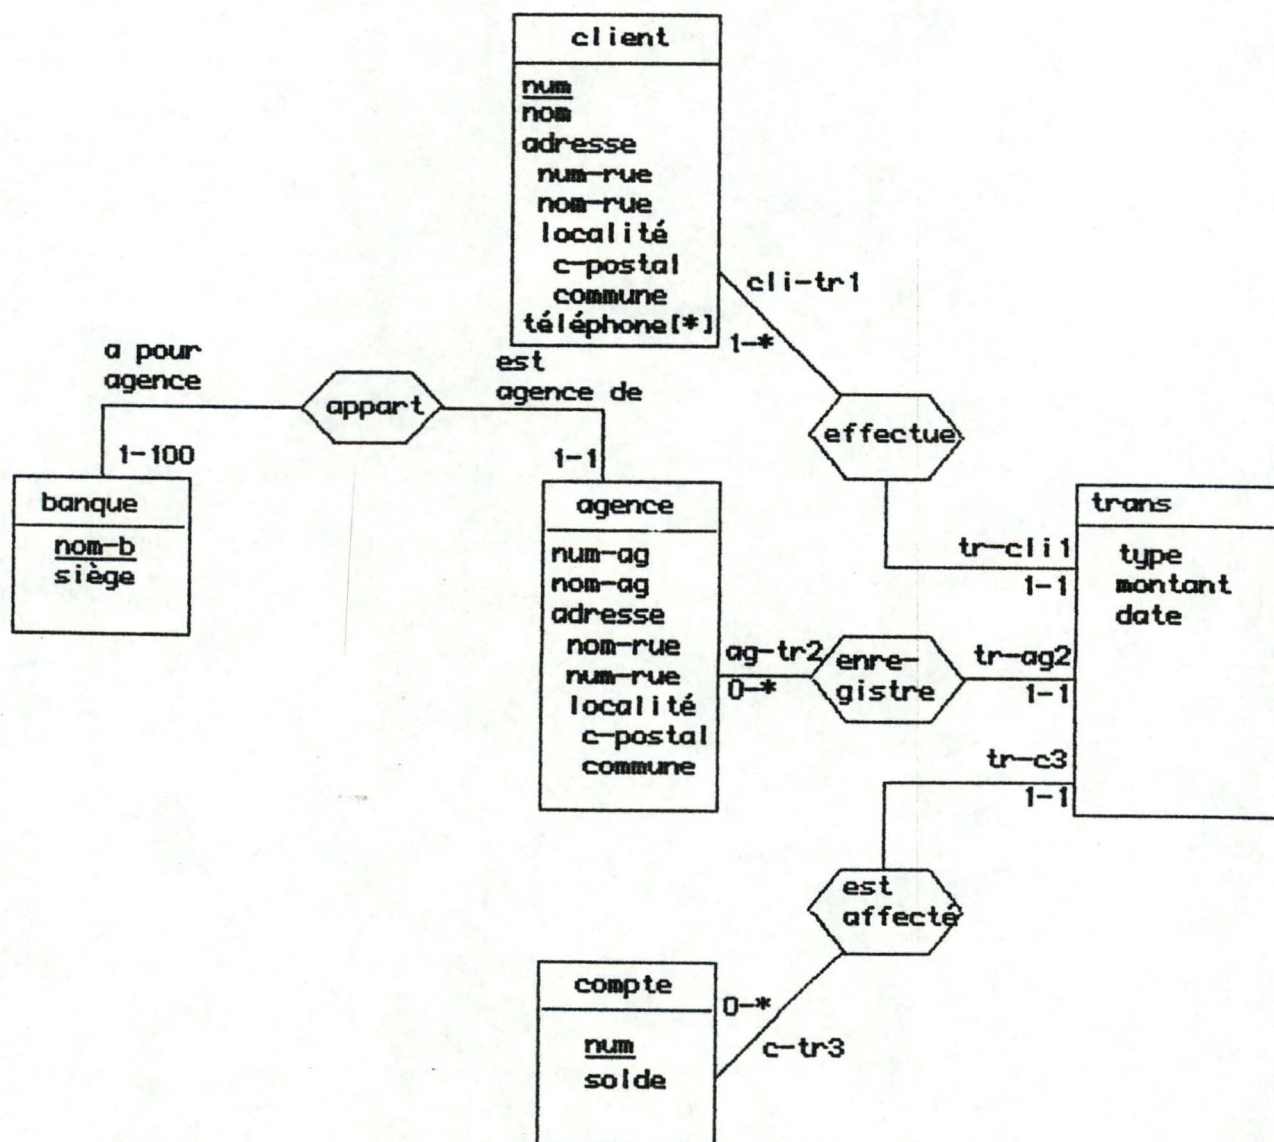 client
num
nom
adresse
num-rue
nom-rue
localité
c-postal
commune
téléphone[*]
cli-tr1
1-*
a pour
agence
appart
est
agence de
effectue
1-100
1-1
banque
nom-b
siège
agence
num-ag
nom-ag
adresse
nom-rue
num-rue
localité
c-postal
commune
trans
type
montant
date
tr-cli1
1-1
ag-tr2
0-*
enre-
gistre
tr-ag2
1-1
tr-c3
1-1
est
affecté
compte
num
solde
0-*
c-tr3